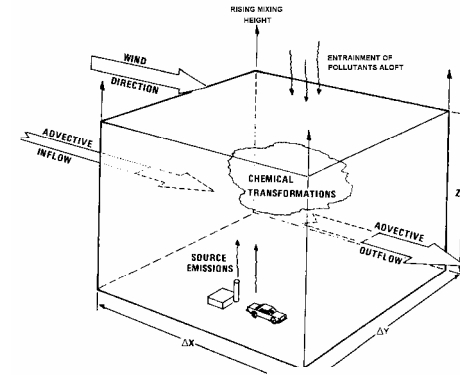 RISING MIXING
HEIGHT
WIND
DIRECTION
ENTRAINMENT OF
POLLUTANTS ALOFT
ADVECTIVE
INFLOW
CHEMICAL
TRANSFORMATIONS
Z
ADVECTIVE
OUTFLOW
SOURCE
EMISSIONS
ΔX
ΔY